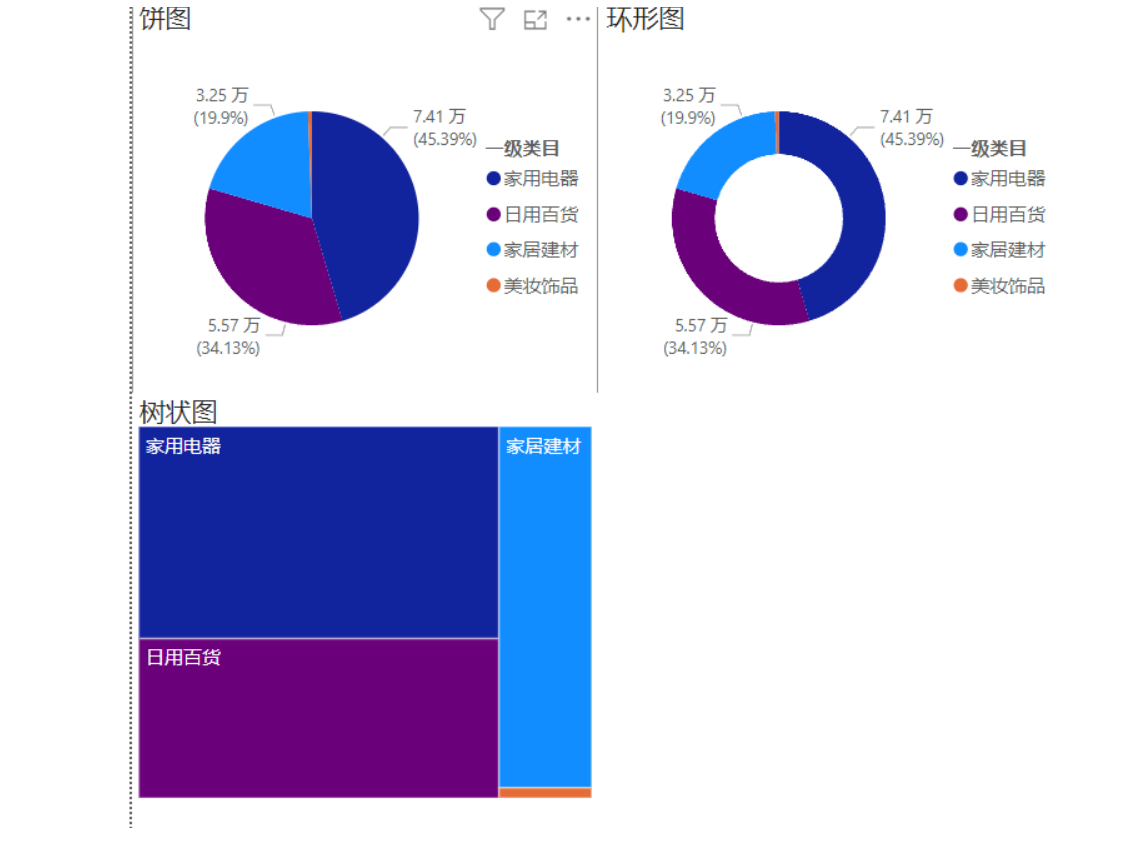 饼图
环形图
3.25 万
(19.9%)
7.41 万
(45.39%)
5.57 万
(34.13%)
一级类目
家用电器
日用百货
家居建材
美妆饰品
3.25 万
(19.9%)
7.41 万
(45.39%)
5.57 万
(34.13%)
一级类目
家用电器
日用百货
家居建材
美妆饰品
树状图
家用电器
家居建材
日用百货